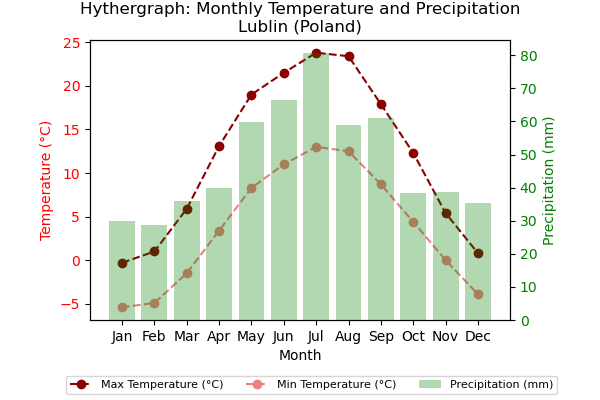 Hythergraph: Monthly Temperature and Precipitation
Lublin (Poland)
25
20
15
10
5
0
−5
Temperature (°C)
80
70
60
50
40
30
20
10
0
Precipitation (mm)
Jan Feb Mar Apr May Jun Jul Aug Sep Oct Nov Dec
Month
Max Temperature (°C) Min Temperature (°C) Precipitation (mm)